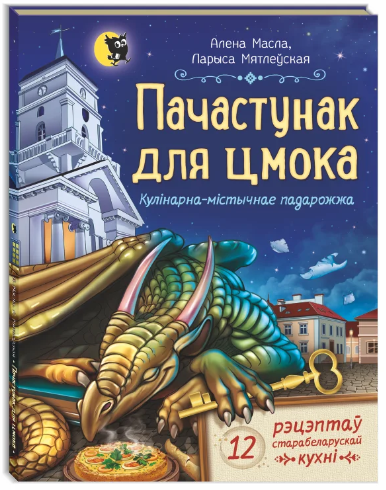 Алена Масла,
Ларыса Мятлеўская
Пачастунак
для цмока
Кулінарна-містычнае падарожжа
12
рэцэптаў
старабеларускай
кухні